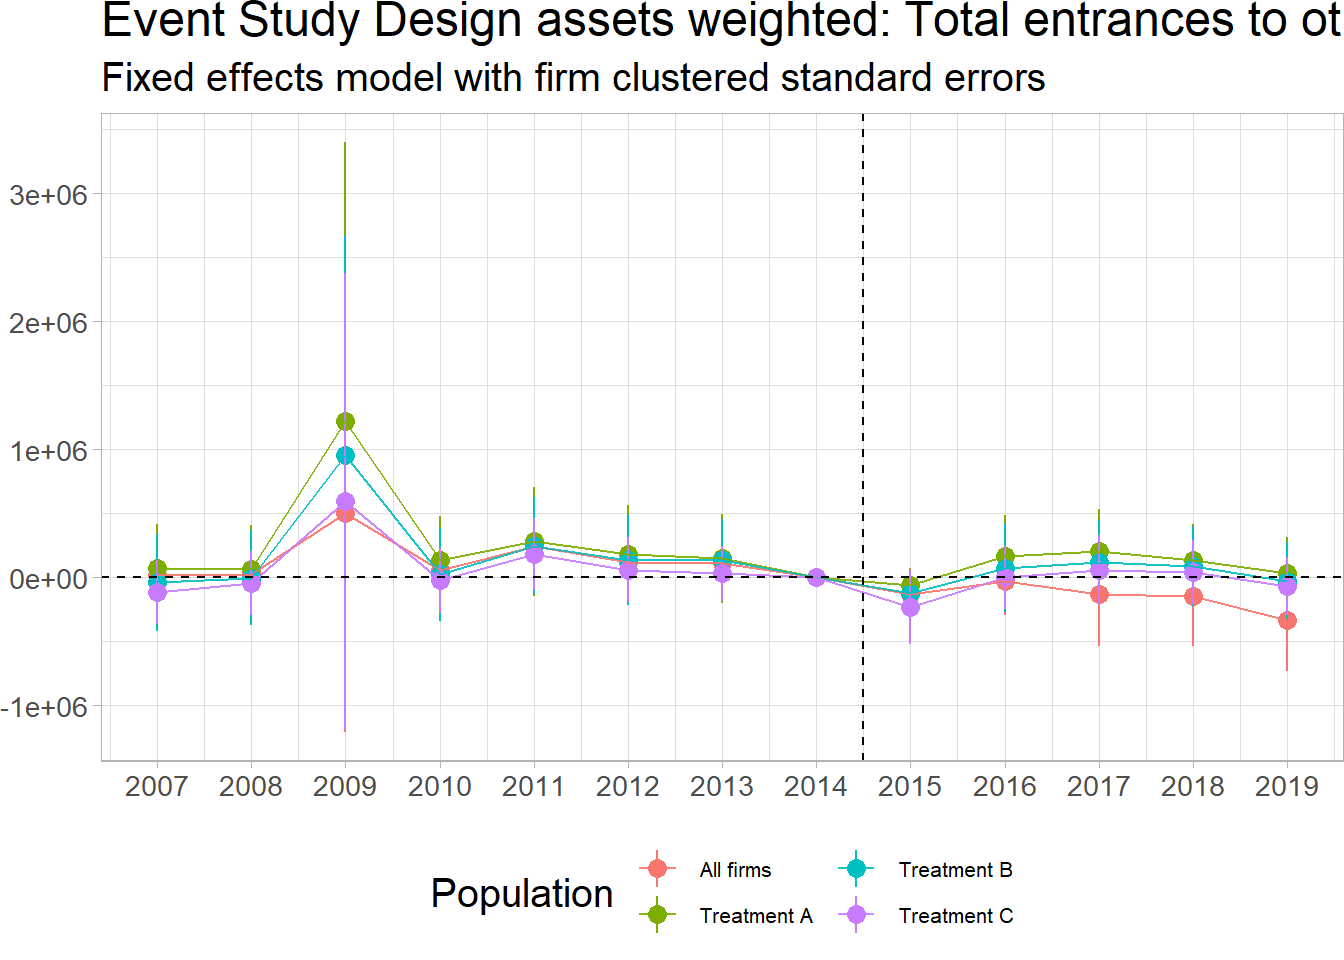 Event Study Design assets weighted: Total entrances to ot
Fixed effects model with firm clustered standard errors
3e+06
2e+06
1e+06
0e+00
-1e+06
2007 2008 2009 2010 2011 2012 2013 2014 2015 2016 2017 2018 2019
Population
All firms
Treatment A
Treatment B
Treatment C